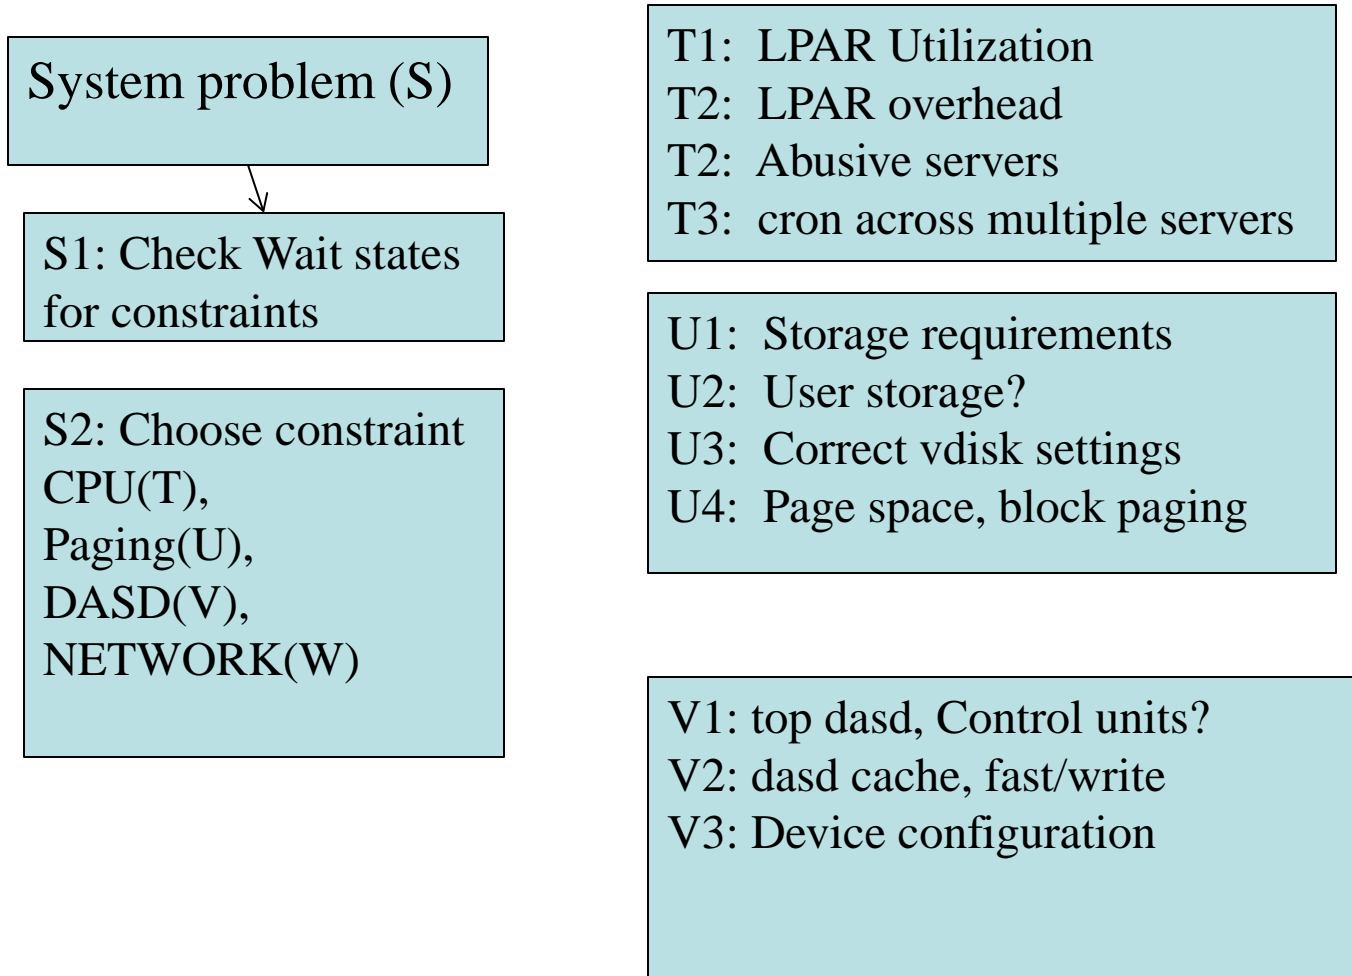 System problem (S)
S1: Check Wait states
for constraints
S2: Choose constraint
CPU(T),
Paging(U),
DASD(V),
NETWORK(W)
T1: LPAR Utilization
T2: LPAR overhead
T2: Abusive servers
T3: cron across multiple servers
U1: Storage requirements
U2: User storage?
U3: Correct vdisk settings
U4: Page space, block paging
V1: top dasd, Control units?
V2: dasd cache, fast/write
V3: Device configuration